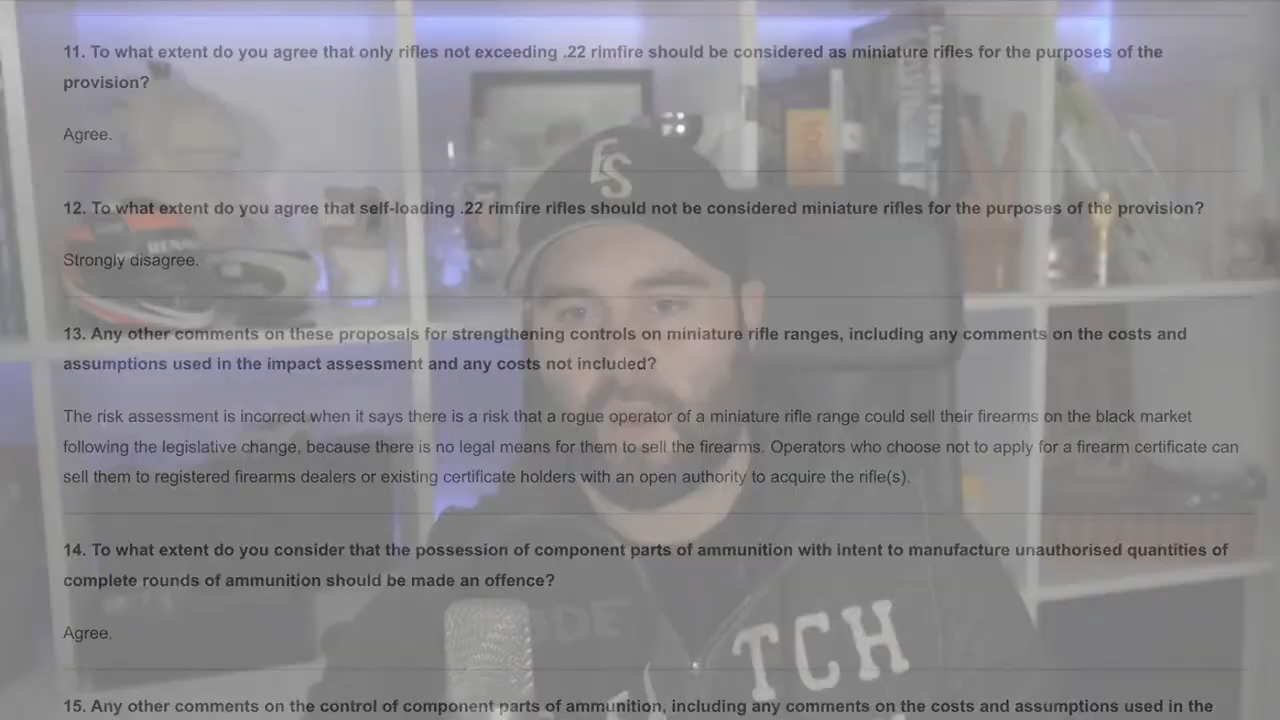 11. To what extent do you agree that only rifles not exceeding .22 rimfire should be considered as miniature rifles for the purposes of the
provision?
Agree.
12. To what extent do you agree that self-loading .22 rimfire rifles should not be considered miniature rifles for the purposes of the provision?
Strongly disagree.
13. Any other comments on these proposals for strengthening controls on miniature rifle ranges, including any comments on the costs and
assumptions used in the impact assessment and any costs not included?
The risk assessment is incorrect when it says there is a risk that a rogue operator of a miniature rifle range could sell their firearms on the black market
following the legislative change, because there is no legal means for them to sell the firearms. Operators who choose not to apply for a firearm certificate can
sell them to registered firearms dealers or existing certificate holders with an open authority to acquire the rifle(s).
14. To what extent do you consider that the possession of component parts of ammunition with intent to manufacture unauthorised quantities of
complete rounds of ammunition should be made an offence?
Agree.
15. Any other comments on the control of component parts of ammunition, including any comments on the costs and assumptions used in the
ES
TCH